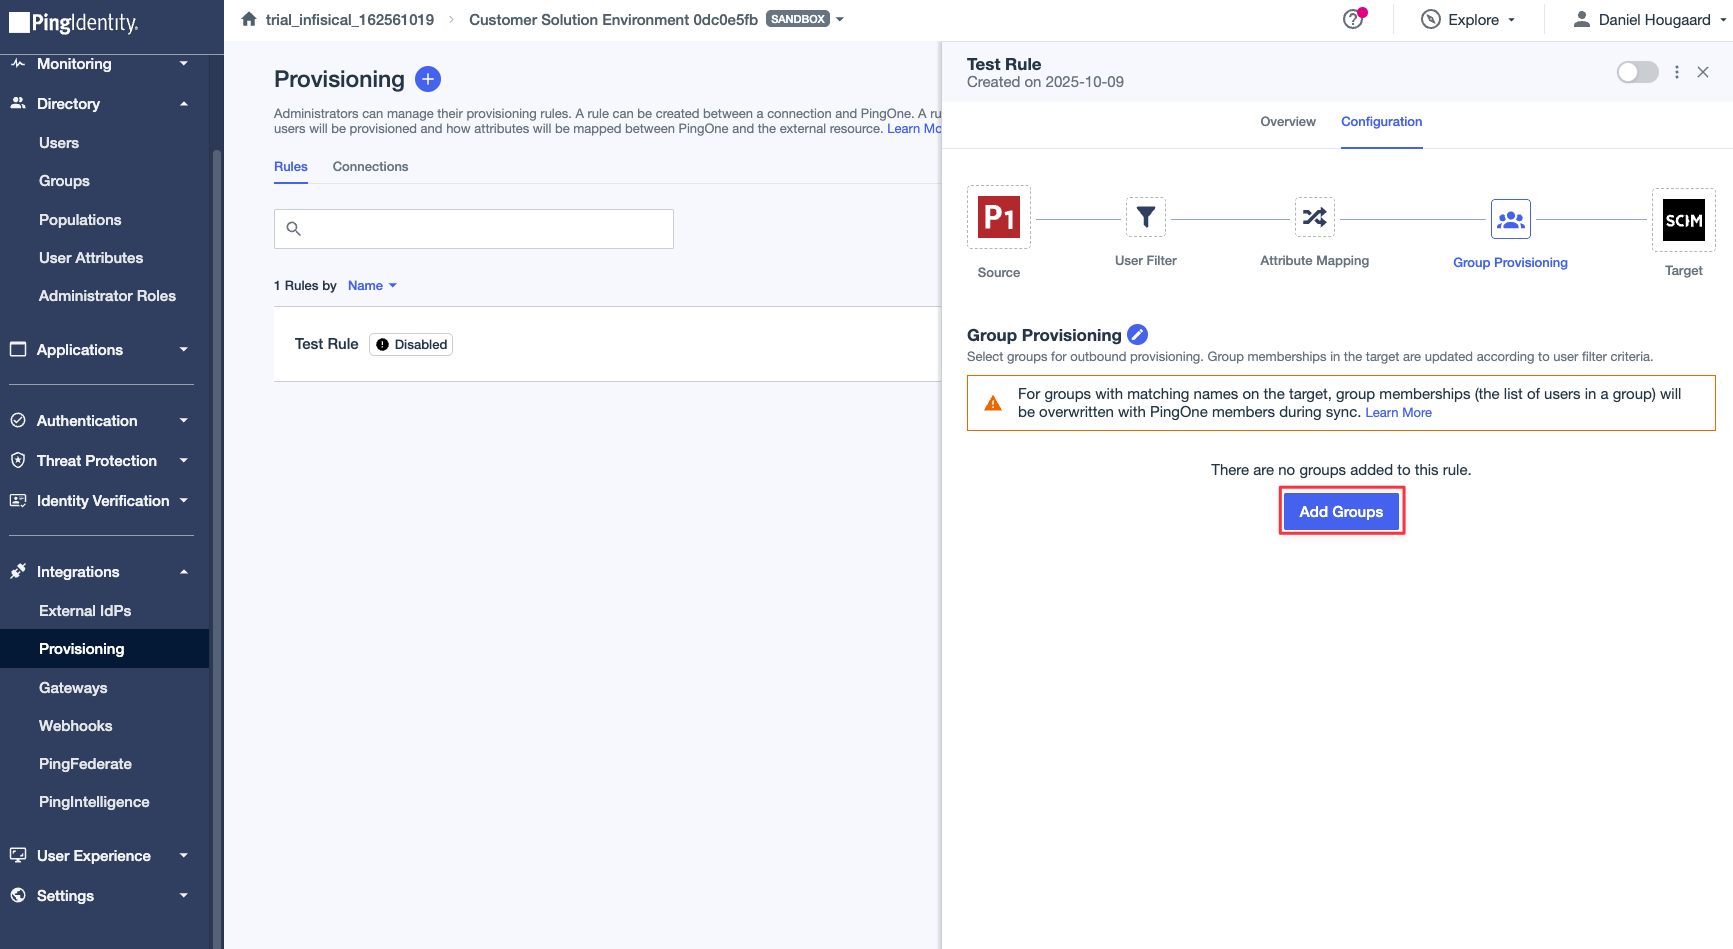 PingIdentity.
Monitoring
Directory
Users
Groups
Populations
User Attributes
Administrator Roles
Applications
Authentication
Threat Protection
Identity Verification
Integrations
External IdPs
Provisioning
Gateways
Webhooks
PingFederate
PingIntelligence
User Experience
Settings
trial_infisical_162561019 Customer Solution Environment 0dc0e5fb SANDBOX
Explore
Daniel Hougaard
Provisioning
Administrators can manage their provisioning rules. A rule can be created between a connection and PingOne. A ru
users will be provisioned and how attributes will be mapped between PingOne and the external resource. Learn Mo
Rules Connections
1 Rules by Name
Test Rule Disabled
Test Rule
Created on 2025-10-09
Overview Configuration
P1
SCIM
Source
User Filter
Attribute Mapping
Group Provisioning
Target
Group Provisioning
Select groups for outbound provisioning. Group memberships in the target are updated according to user filter criteria.
For groups with matching names on the target, group memberships (the list of users in a group) will
be overwritten with PingOne members during sync. Learn More
There are no groups added to this rule.
Add Groups